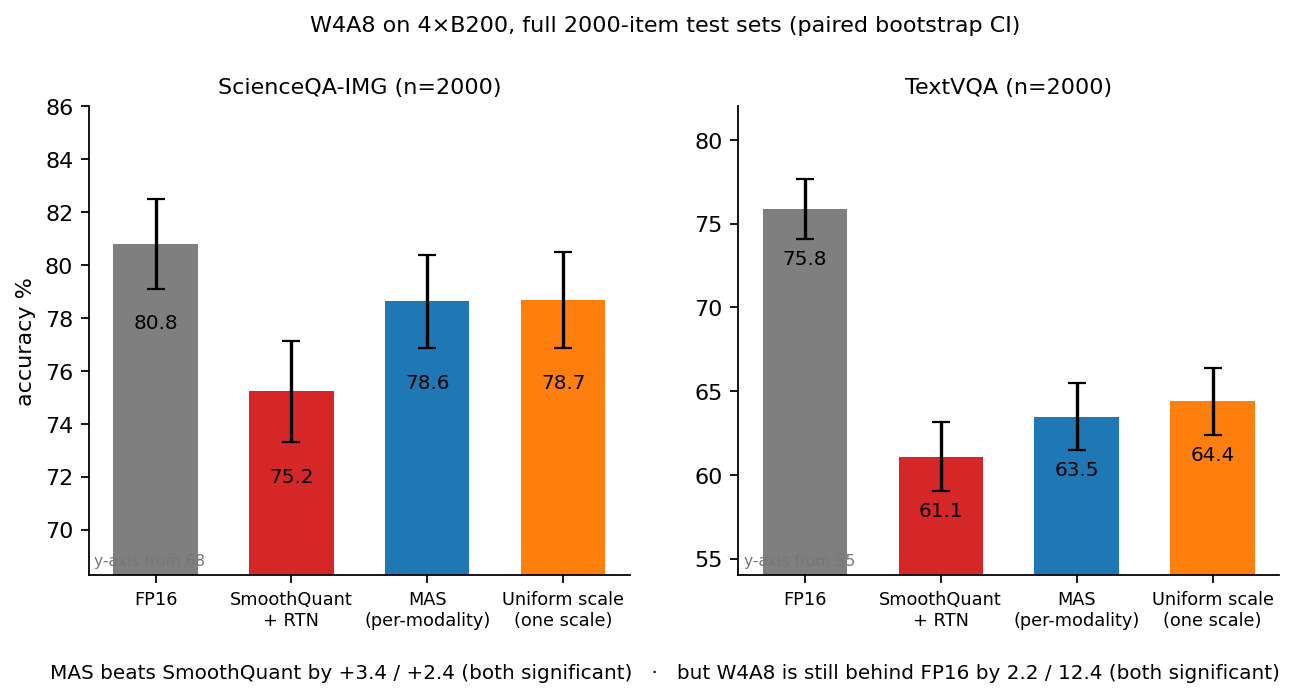 W4A8 on 4×B200, full 2000-item test sets (paired bootstrap CI)
ScienceQA-IMG (n=2000)
accuracy %
86
84
82
80
78
76
74
72
70
80.8
75.2
78.6
78.7
y-axis from 68
FP16
SmoothQuant
+ RTN
MAS
(per-modality)
Uniform scale
(one scale)
TextVQA (n=2000)
80
75
70
65
60
55
75.8
61.1
63.5
64.4
y-axis from 55
FP16
SmoothQuant
+ RTN
MAS
(per-modality)
Uniform scale
(one scale)
MAS beats SmoothQuant by +3.4 / +2.4 (both significant) · but W4A8 is still behind FP16 by 2.2 / 12.4 (both significant)